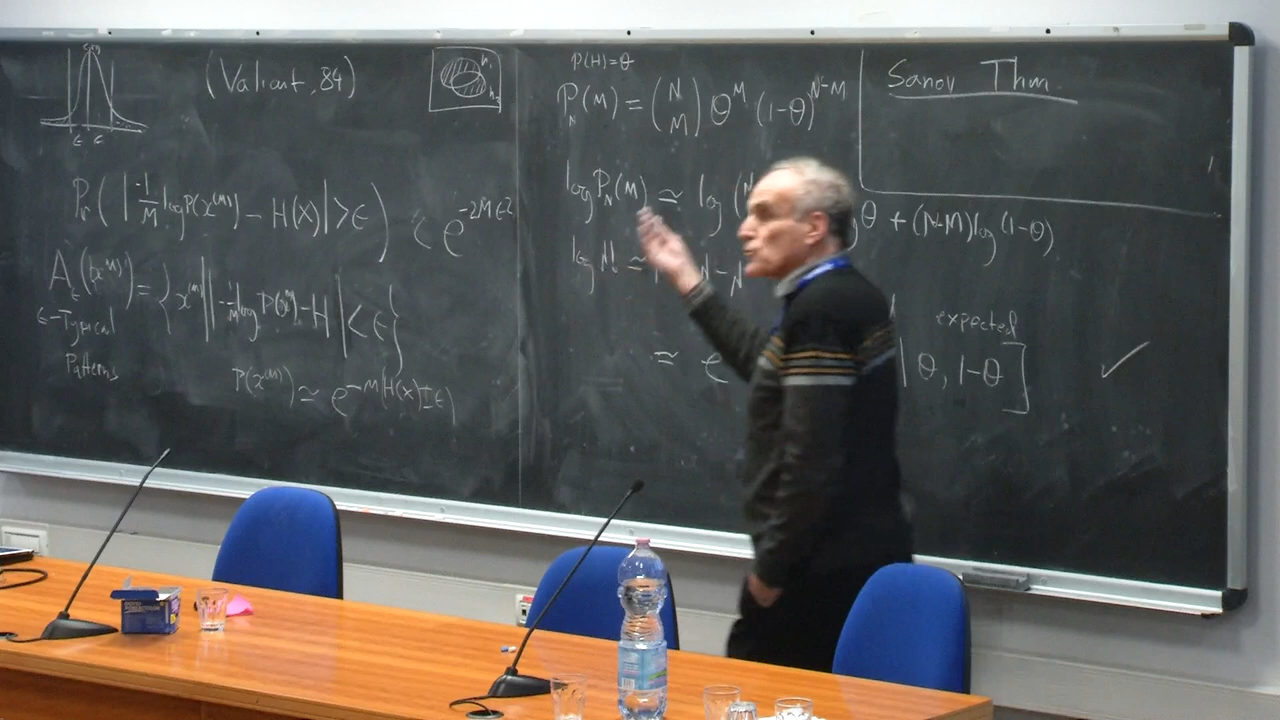 (Valiant, 84)
Pr( | -1/M log P(x^(M)) - H(X) | > ϵ ) < e^{-2Mϵ²}
A_ϵ(x^(M)) = { x^(M) | | -1/M log P(x^M) - H | < ϵ }
ϵ-Typical
Patterns
P(x^(M)) ≃ e^{-M(H(X)±ϵ)}
P(H)=θ
P_N(M) = (N M) θ^M (1-θ)^{N-M}
log P_N(M) ≃ log (N
θ + (N-M) log (1-θ)
log N! ≃ N - N
expected
≃ e
| θ, 1-θ ]
Sanov Thm.